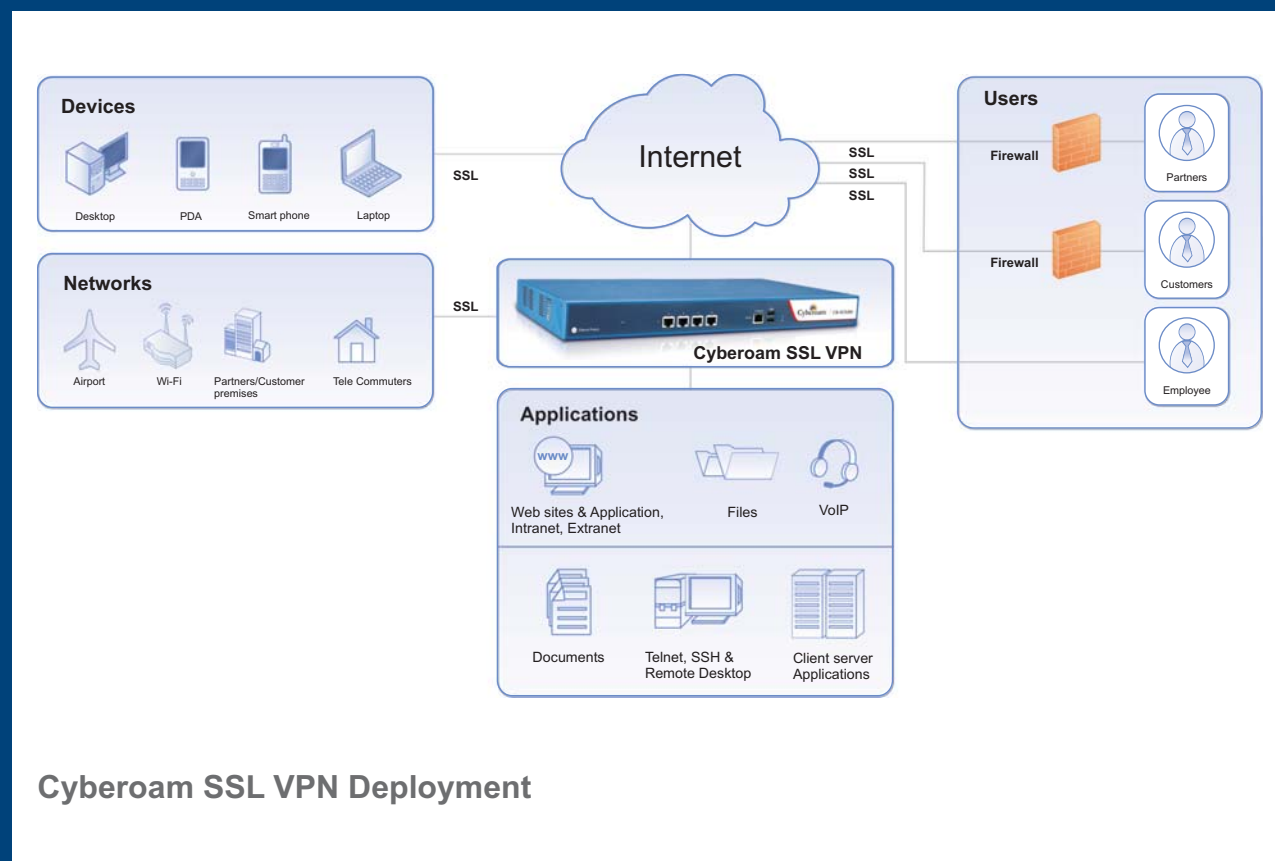 Devices
Desktop
PDA
Smart phone
Laptop
SSL
Internet
SSL
SSL
SSL
Users
Firewall
Partners
Firewall
Customers
Employee
Networks
Airport
Wi-Fi
Partners/Customer
premises
Tele Commuters
SSL
Cyberoam
Cyberoam SSL VPN
Applications
www
Web sites & Application,
Intranet, Extranet
Files
VoIP
Documents
Telnet, SSH &
Remote Desktop
Client server
Applications
Cyberoam SSL VPN Deployment